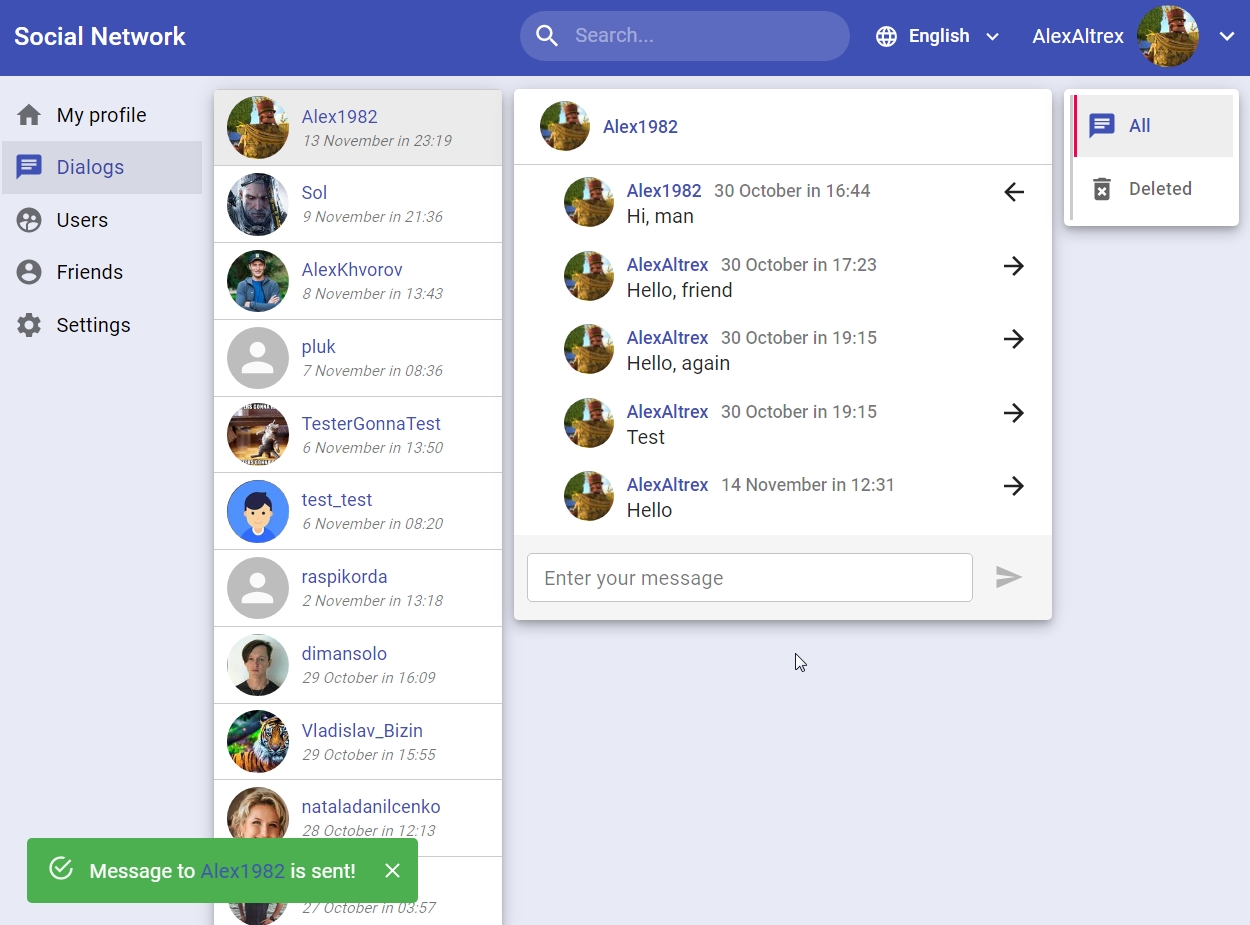 Social Network
Search...
English
AlexAltrex
My profile
Dialogs
Users
Friends
Settings
Alex1982
13 November in 23:19
Sol
9 November in 21:36
AlexKhvorov
8 November in 13:43
pluk
7 November in 08:36
TesterGonnaTest
6 November in 13:50
test_test
6 November in 08:20
raspikorda
2 November in 13:18
dimansolo
29 October in 16:09
Vladislav_Bizin
29 October in 15:55
nataladanilcenko
28 October in 12:13
27 October in 03:57
Alex1982
Alex1982 30 October in 16:44
Hi, man
AlexAltrex 30 October in 17:23
Hello, friend
AlexAltrex 30 October in 19:15
Hello, again
AlexAltrex 30 October in 19:15
Test
AlexAltrex 14 November in 12:31
Hello
Enter your message
All
Deleted
Message to Alex1982 is sent!